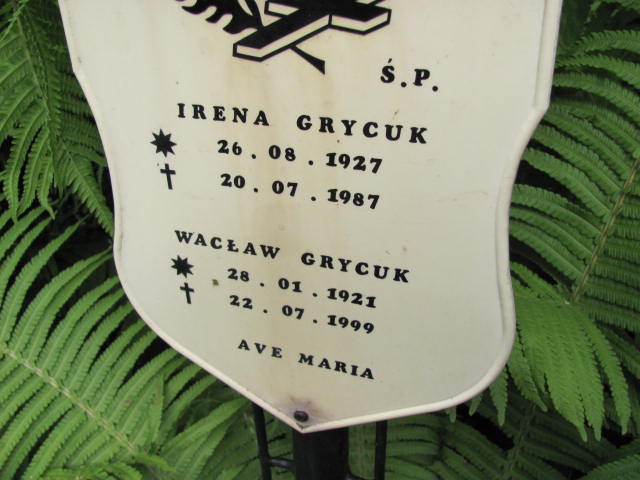 Ś.P.
IRENA GRYCUK
26.08.1927
20.07.1987
WACŁAW GRYCUK
28.01.1921
22.07.1999
AVE MARIA